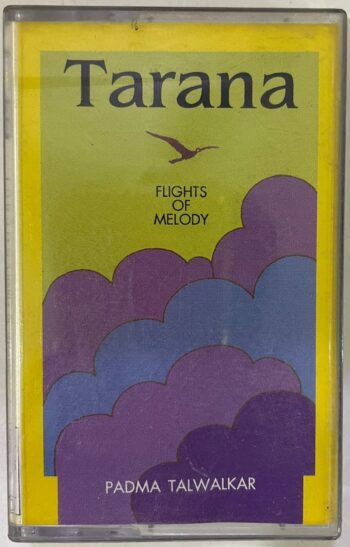 Tarana
FLIGHTS
OF
MELODY
PADMA TALWALKAR